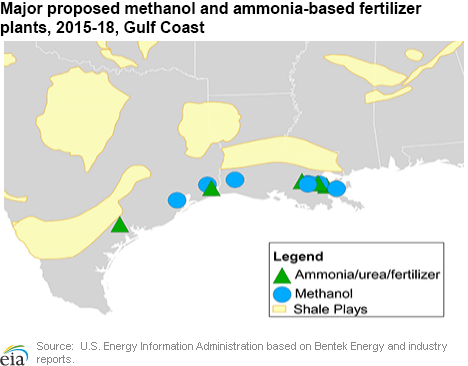 Major proposed methanol and ammonia-based fertilizer
plants, 2015-18, Gulf Coast
Legend
Ammonia/urea/fertilizer
Methanol
Shale Plays
eia
Source: U.S. Energy Information Administration based on Bentek Energy and industry
reports.